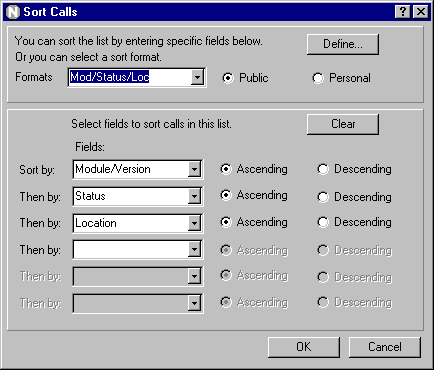 N Sort Calls ? X
You can sort the list by entering specific fields below.
Or you can select a sort format.
Define...
Formats Mod/Status/Loc Public Personal
Select fields to sort calls in this list.
Clear
Fields:
Sort by: Module/Version Ascending Descending
Then by: Status Ascending Descending
Then by: Location Ascending Descending
Then by: Ascending Descending
Then by: Ascending Descending
Then by: Ascending Descending
OK Cancel